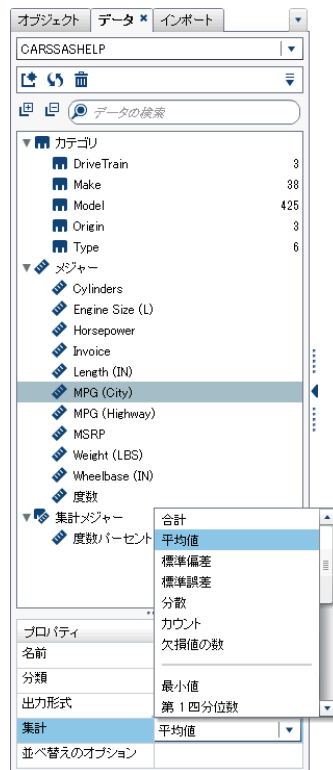 オブジェクト データ × インポート
CARSSASHELP
データの検索
カテゴリ
DriveTrain 3
Make 38
Model 425
Origin 3
Type 6
メジャー
Cylinders
Engine Size (L)
Horsepower
Invoice
Length (IN)
MPG (City)
MPG (Highway)
MSRP
Weight (LBS)
Wheelbase (IN)
度数
集計メジャー
度数パーセント
合計
平均値
標準偏差
標準誤差
分散
カウント
欠損値の数
最小値
第1四分位数
プロパティ
名前
分類
出力形式
集計 平均値
並べ替えのオプション